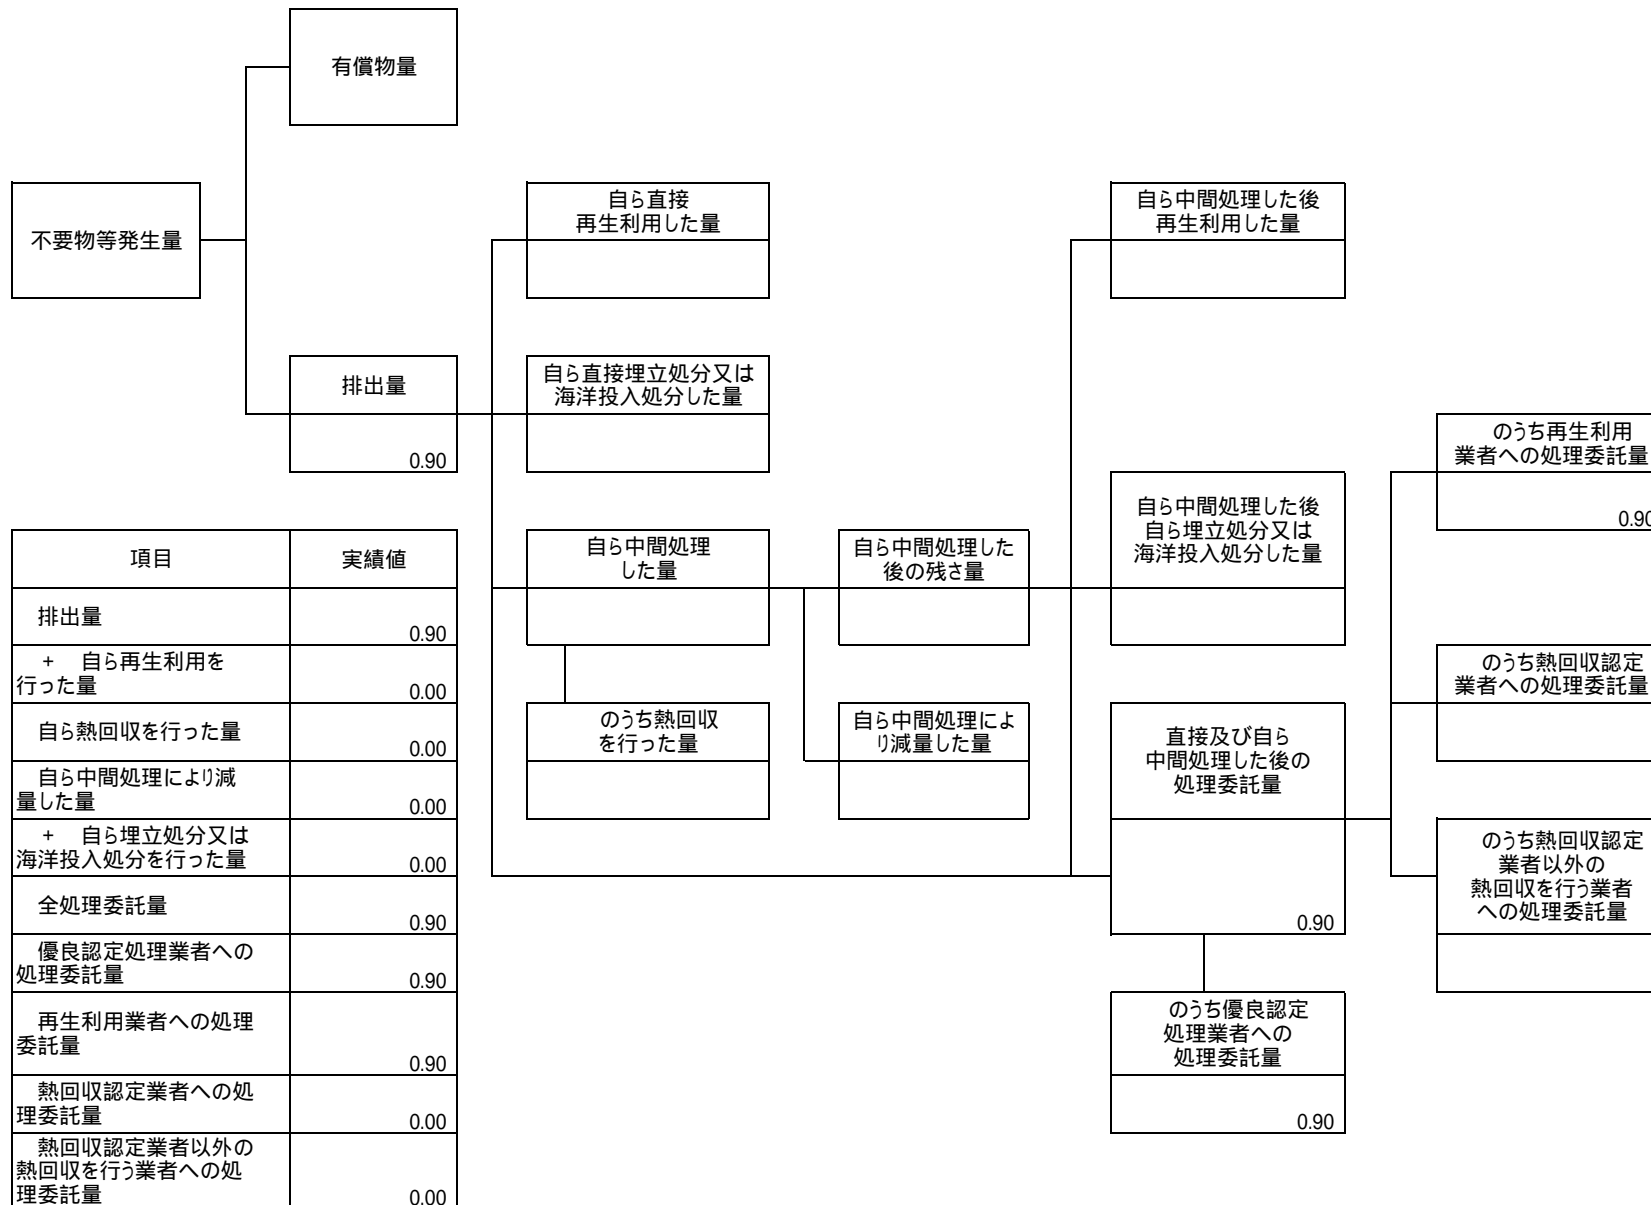 有償物量
不要物等発生量
自ら直接
再生利用した量
自ら中間処理した後
再生利用した量
排出量
0.90
自ら直接埋立処分又は
海洋投入処分した量
のうち再生利用
業者への処理委託量
0.90
自ら中間処理
した量
自ら中間処理した
後の残さ量
自ら中間処理した後
自ら埋立処分又は
海洋投入処分した量
のうち熱回収
を行った量
自ら中間処理によ
り減量した量
直接及び自ら
中間処理した後の
処理委託量
0.90
のうち熱回収認定
業者への処理委託量
のうち熱回収認定
業者以外の
熱回収を行う業者
への処理委託量
のうち優良認定
処理業者への
処理委託量
0.90
項目 実績値
排出量 0.90
+ 自ら再生利用を
行った量 0.00
自ら熱回収を行った量 0.00
自ら中間処理により減
量した量 0.00
+ 自ら埋立処分又は
海洋投入処分を行った量 0.00
全処理委託量 0.90
優良認定処理業者への
処理委託量 0.90
再生利用業者への処理
委託量 0.90
熱回収認定業者への処
理委託量 0.00
熱回収認定業者以外の
熱回収を行う業者への処
理委託量 0.00